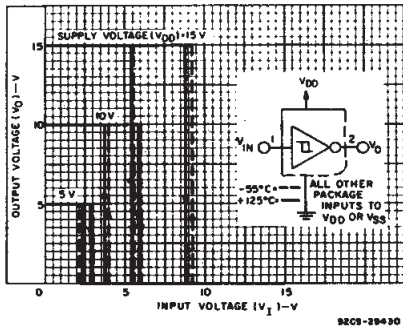 SUPPLY VOLTAGE (VDD)=15 V
15
10 V
10
5 V
5
0
OUTPUT VOLTAGE (VO)—V
0 5 10 15
INPUT VOLTAGE (VI)—V
VDD
VIN 1 2 VO
-55°C
+125°C
ALL OTHER
PACKAGE
INPUTS TO
VDD OR VSS
92CS-29430